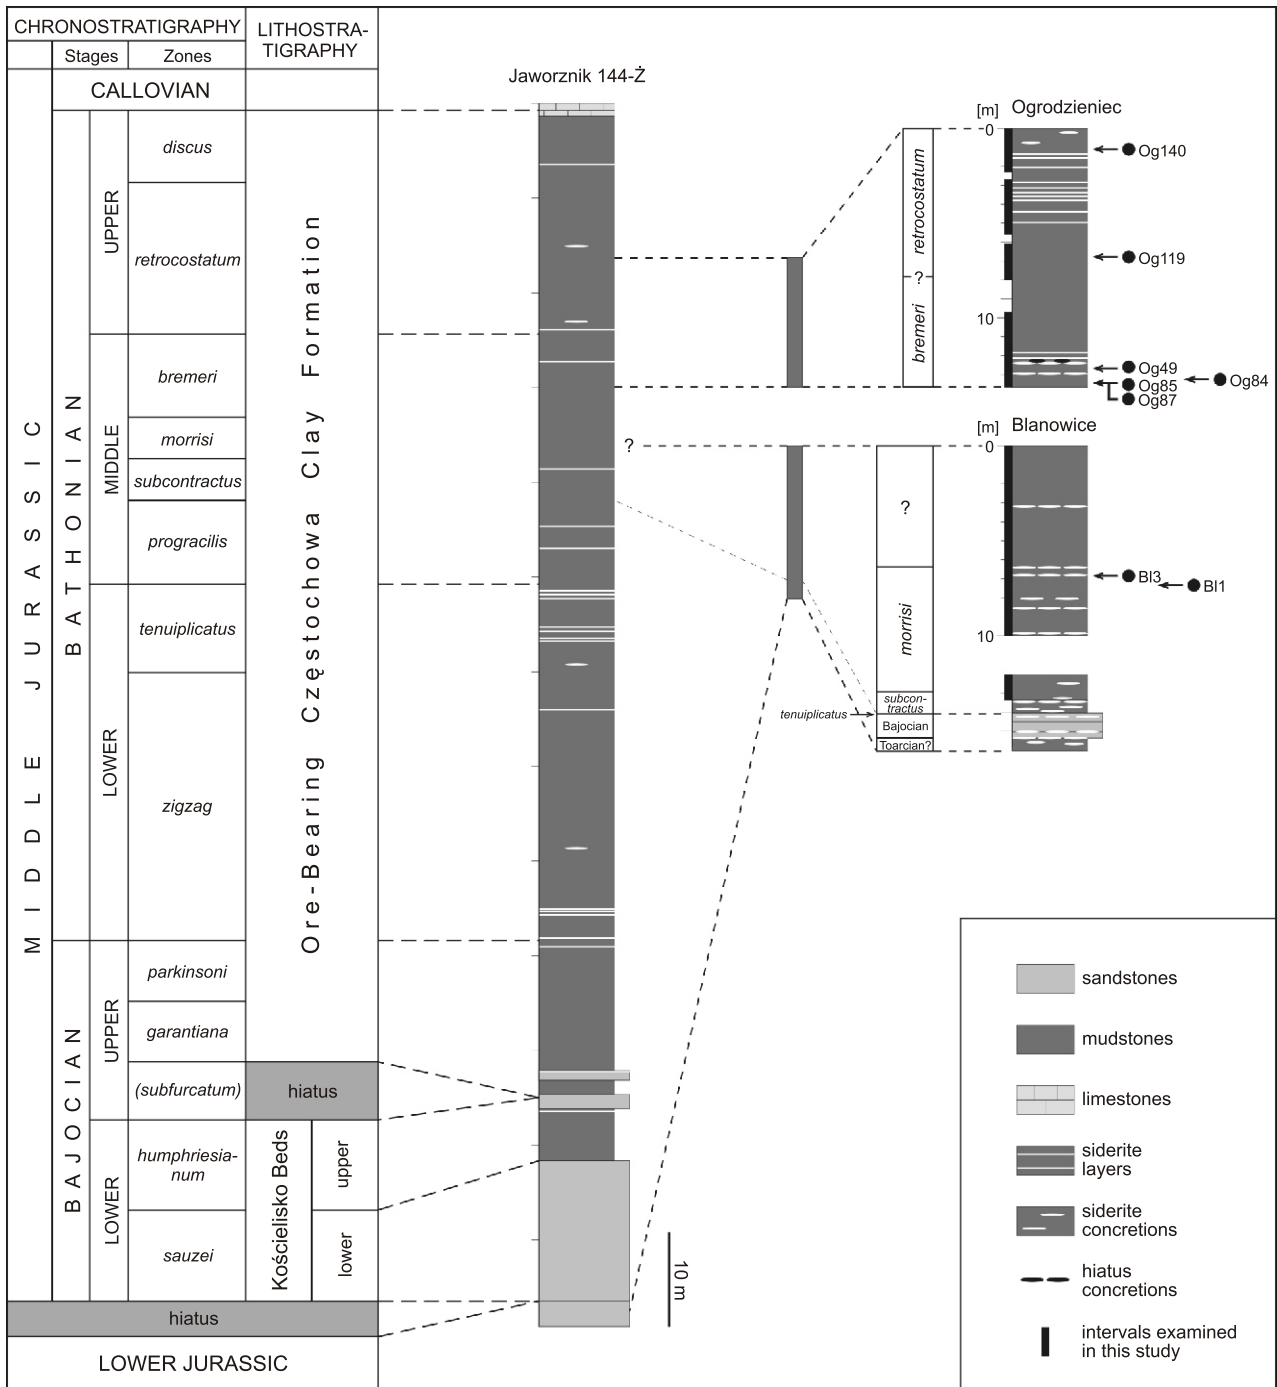 CHRONOSTRATIGRAPHY
LITHOSTRA-
TIGRAPHY
Stages
Zones
MIDDLE JURASSIC
CALLOVIAN
BATHONIAN
UPPER
discus
retrocostatum
MIDDLE
bremeri
morrisi
subcontractus
progracilis
LOWER
tenuiplicatus
zigzag
BAJOCIAN
UPPER
parkinsoni
garantiana
(subfurcatum)
LOWER
humphriesia-
num
sauzei
hiatus
LOWER JURASSIC
Ore-Bearing Częstochowa Clay Formation
hiatus
Kościelisko Beds
upper
lower
Jaworznik 144-Ż
?
10 m
[m]
Ogrodzieniec
0
10
retrocostatum
?
bremeri
Og140
Og119
Og49
Og85
Og84
Og87
[m]
Blanowice
0
10
?
morrisi
subcon-
tractus
tenuiplicatus
Bajocian
Toarcian?
Bl3
Bl1
sandstones
mudstones
limestones
siderite
layers
siderite
concretions
hiatus
concretions
intervals examined
in this study